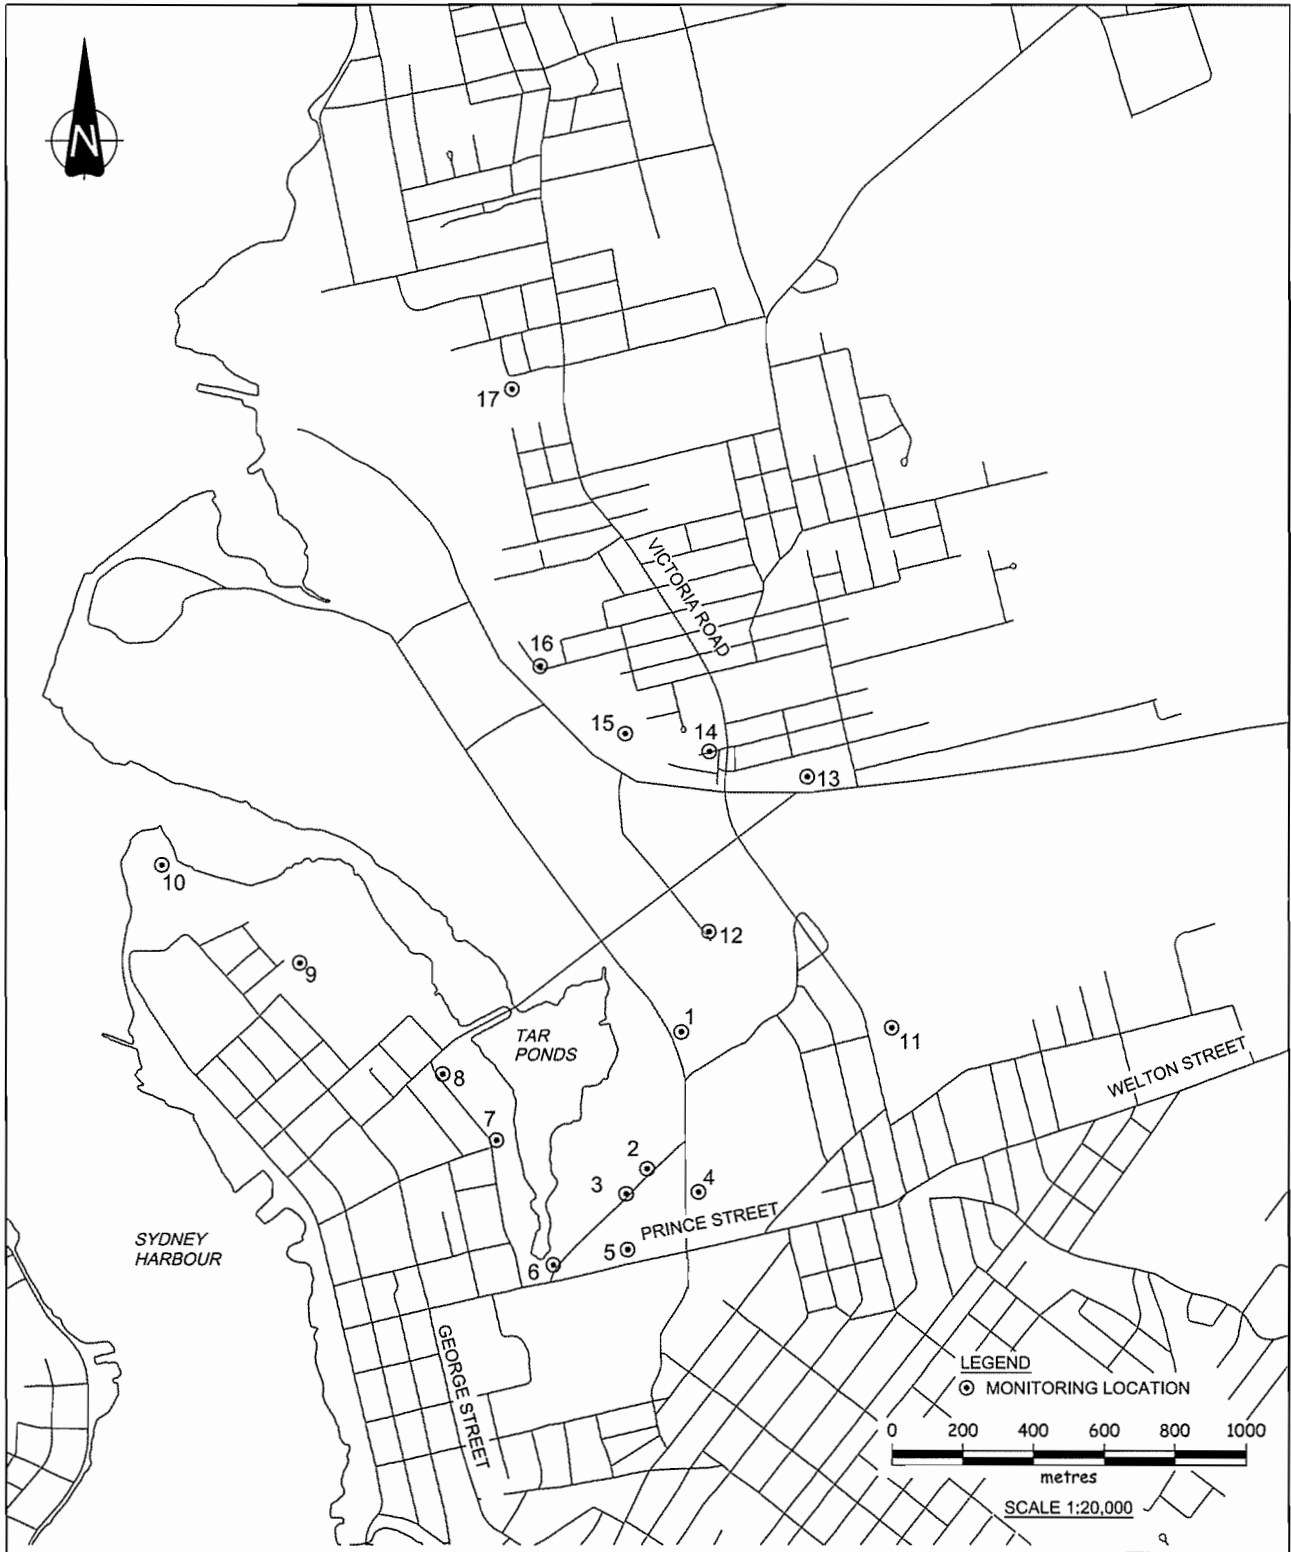 N
17
VICTORIA ROAD
16
15
14
13
10
12
9
1
TAR
PONDS
11
8
WELTON STREET
7
2
3
4
PRINCE STREET
SYDNEY
HARBOUR
5
6
GEORGE STREET
LEGEND
MONITORING LOCATION
0 200 400 600 800 1000
metres
SCALE 1:20,000